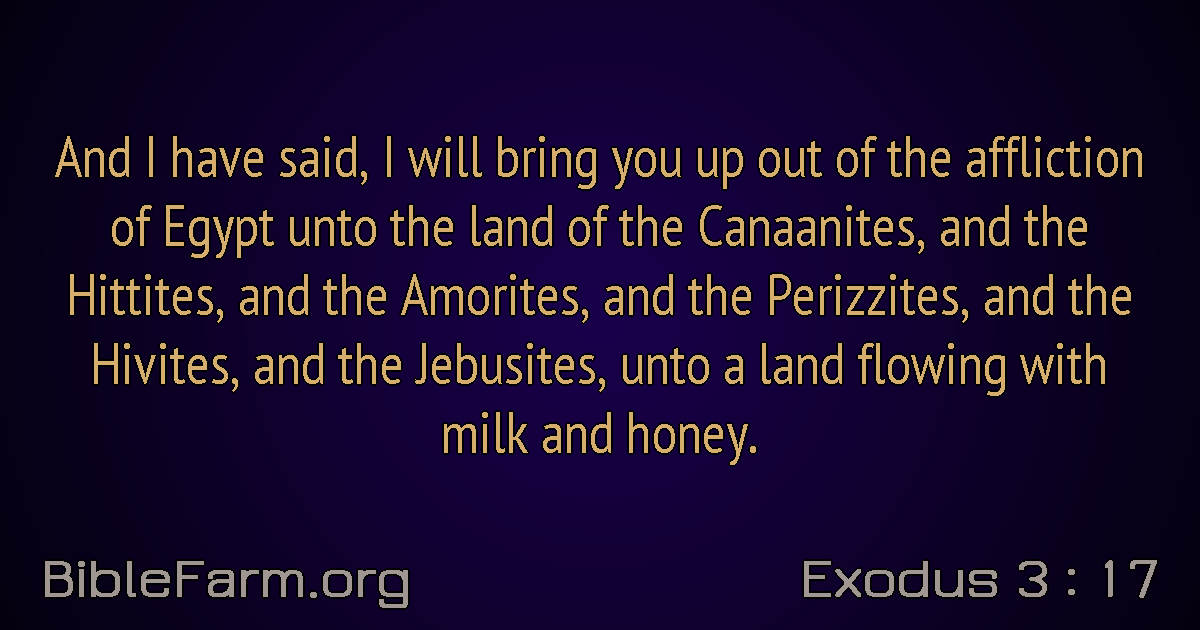 And I have said, I will bring you up out of the affliction
of Egypt unto the land of the Canaanites, and the
Hittites, and the Amorites, and the Perizzites, and the
Hivites, and the Jebusites, unto a land flowing with
milk and honey.
BibleFarm.org
Exodus 3 : 17